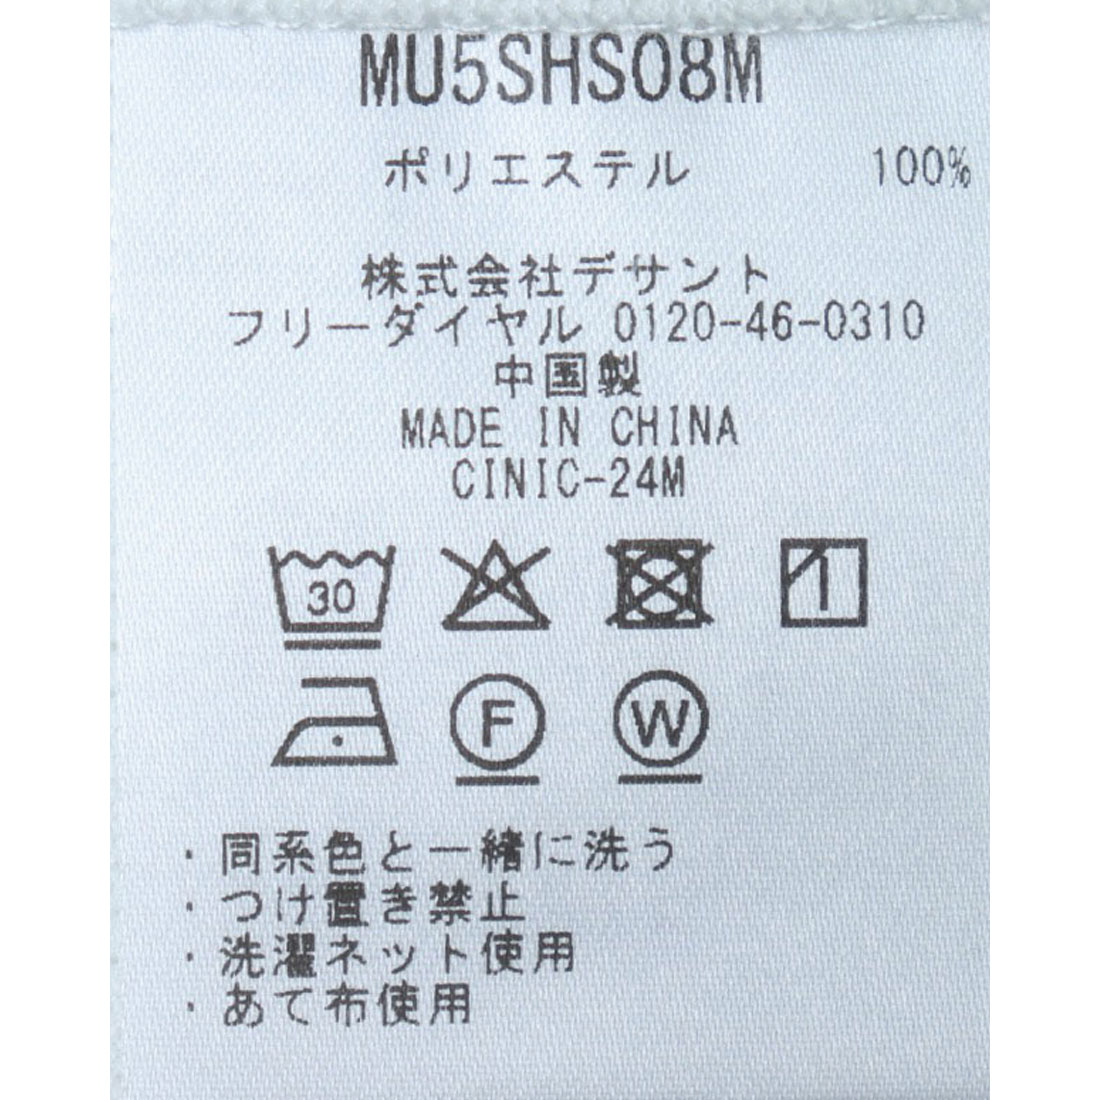 MU5SHS08M
ポリエステル 100%
株式会社デサント
フリーダイヤル 0120-46-0310
中国製
MADE IN CHINA
CINIC-24M
30
F W
・同系色と一緒に洗う
・つけ置き禁止
・洗濯ネット使用
・あて布使用